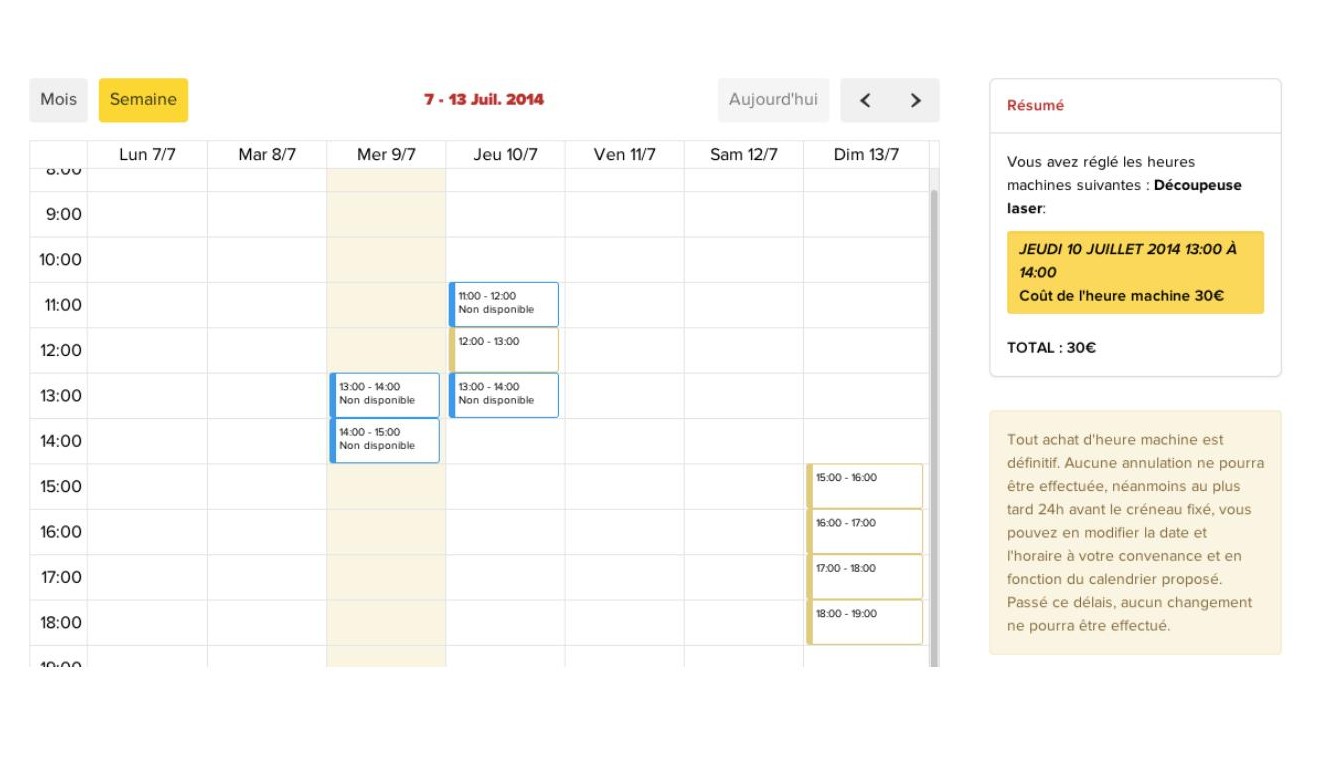 Mois
Semaine
7 - 13 Juil. 2014
Aujourd'hui
Lun 7/7
Mar 8/7
Mer 9/7
Jeu 10/7
Ven 11/7
Sam 12/7
Dim 13/7
8:00
9:00
10:00
11:00
11:00 - 12:00
Non disponible
12:00
12:00 - 13:00
13:00
13:00 - 14:00
Non disponible
13:00 - 14:00
Non disponible
14:00
14:00 - 15:00
Non disponible
15:00
15:00 - 16:00
16:00
16:00 - 17:00
17:00
17:00 - 18:00
18:00
18:00 - 19:00
19:00
Résumé
Vous avez réglé les heures
machines suivantes : Découpeuse
laser:
JEUDI 10 JUILLET 2014 13:00 À
14:00
Coût de l'heure machine 30€
TOTAL : 30€
Tout achat d'heure machine est
définitif. Aucune annulation ne pourra
être effectuée, néanmoins au plus
tard 24h avant le créneau fixé, vous
pouvez en modifier la date et
l'horaire à votre convenance et en
fonction du calendrier proposé.
Passé ce délais, aucun changement
ne pourra être effectué.